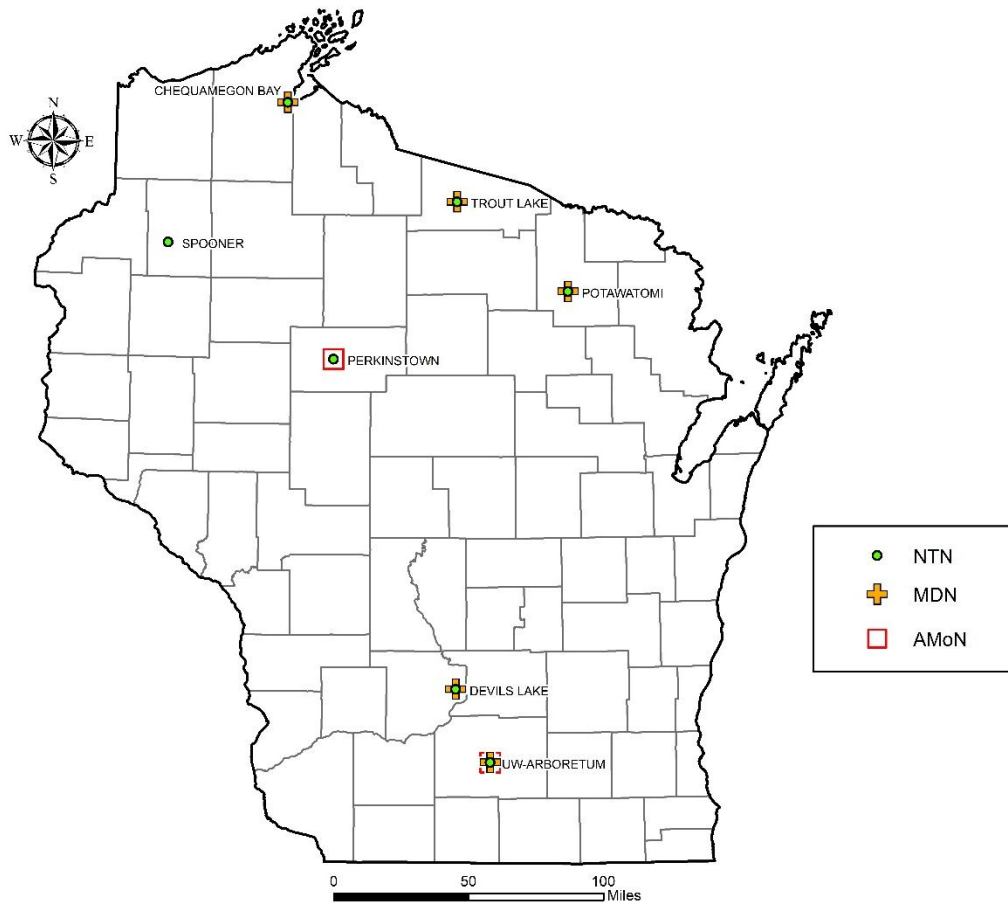 CHEQUAMEGON BAY
N
W E
S
TROUT LAKE
SPOONER
POTAWATOMI
PERKINSTOWN
NTN
MDN
AMoN
DEVILS LAKE
UW-ARBORETUM
0 50 100
Miles